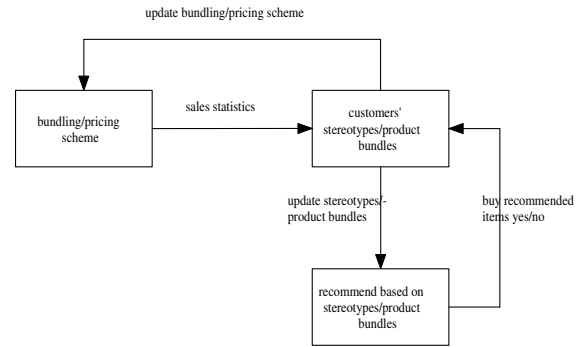 update bundling/pricing scheme
bundling/pricing
scheme
sales statistics
customers'
stereotypes/product
bundles
update stereotypes/-
product bundles
buy recommended
items yes/no
recommend based on
stereotypes/product
bundles